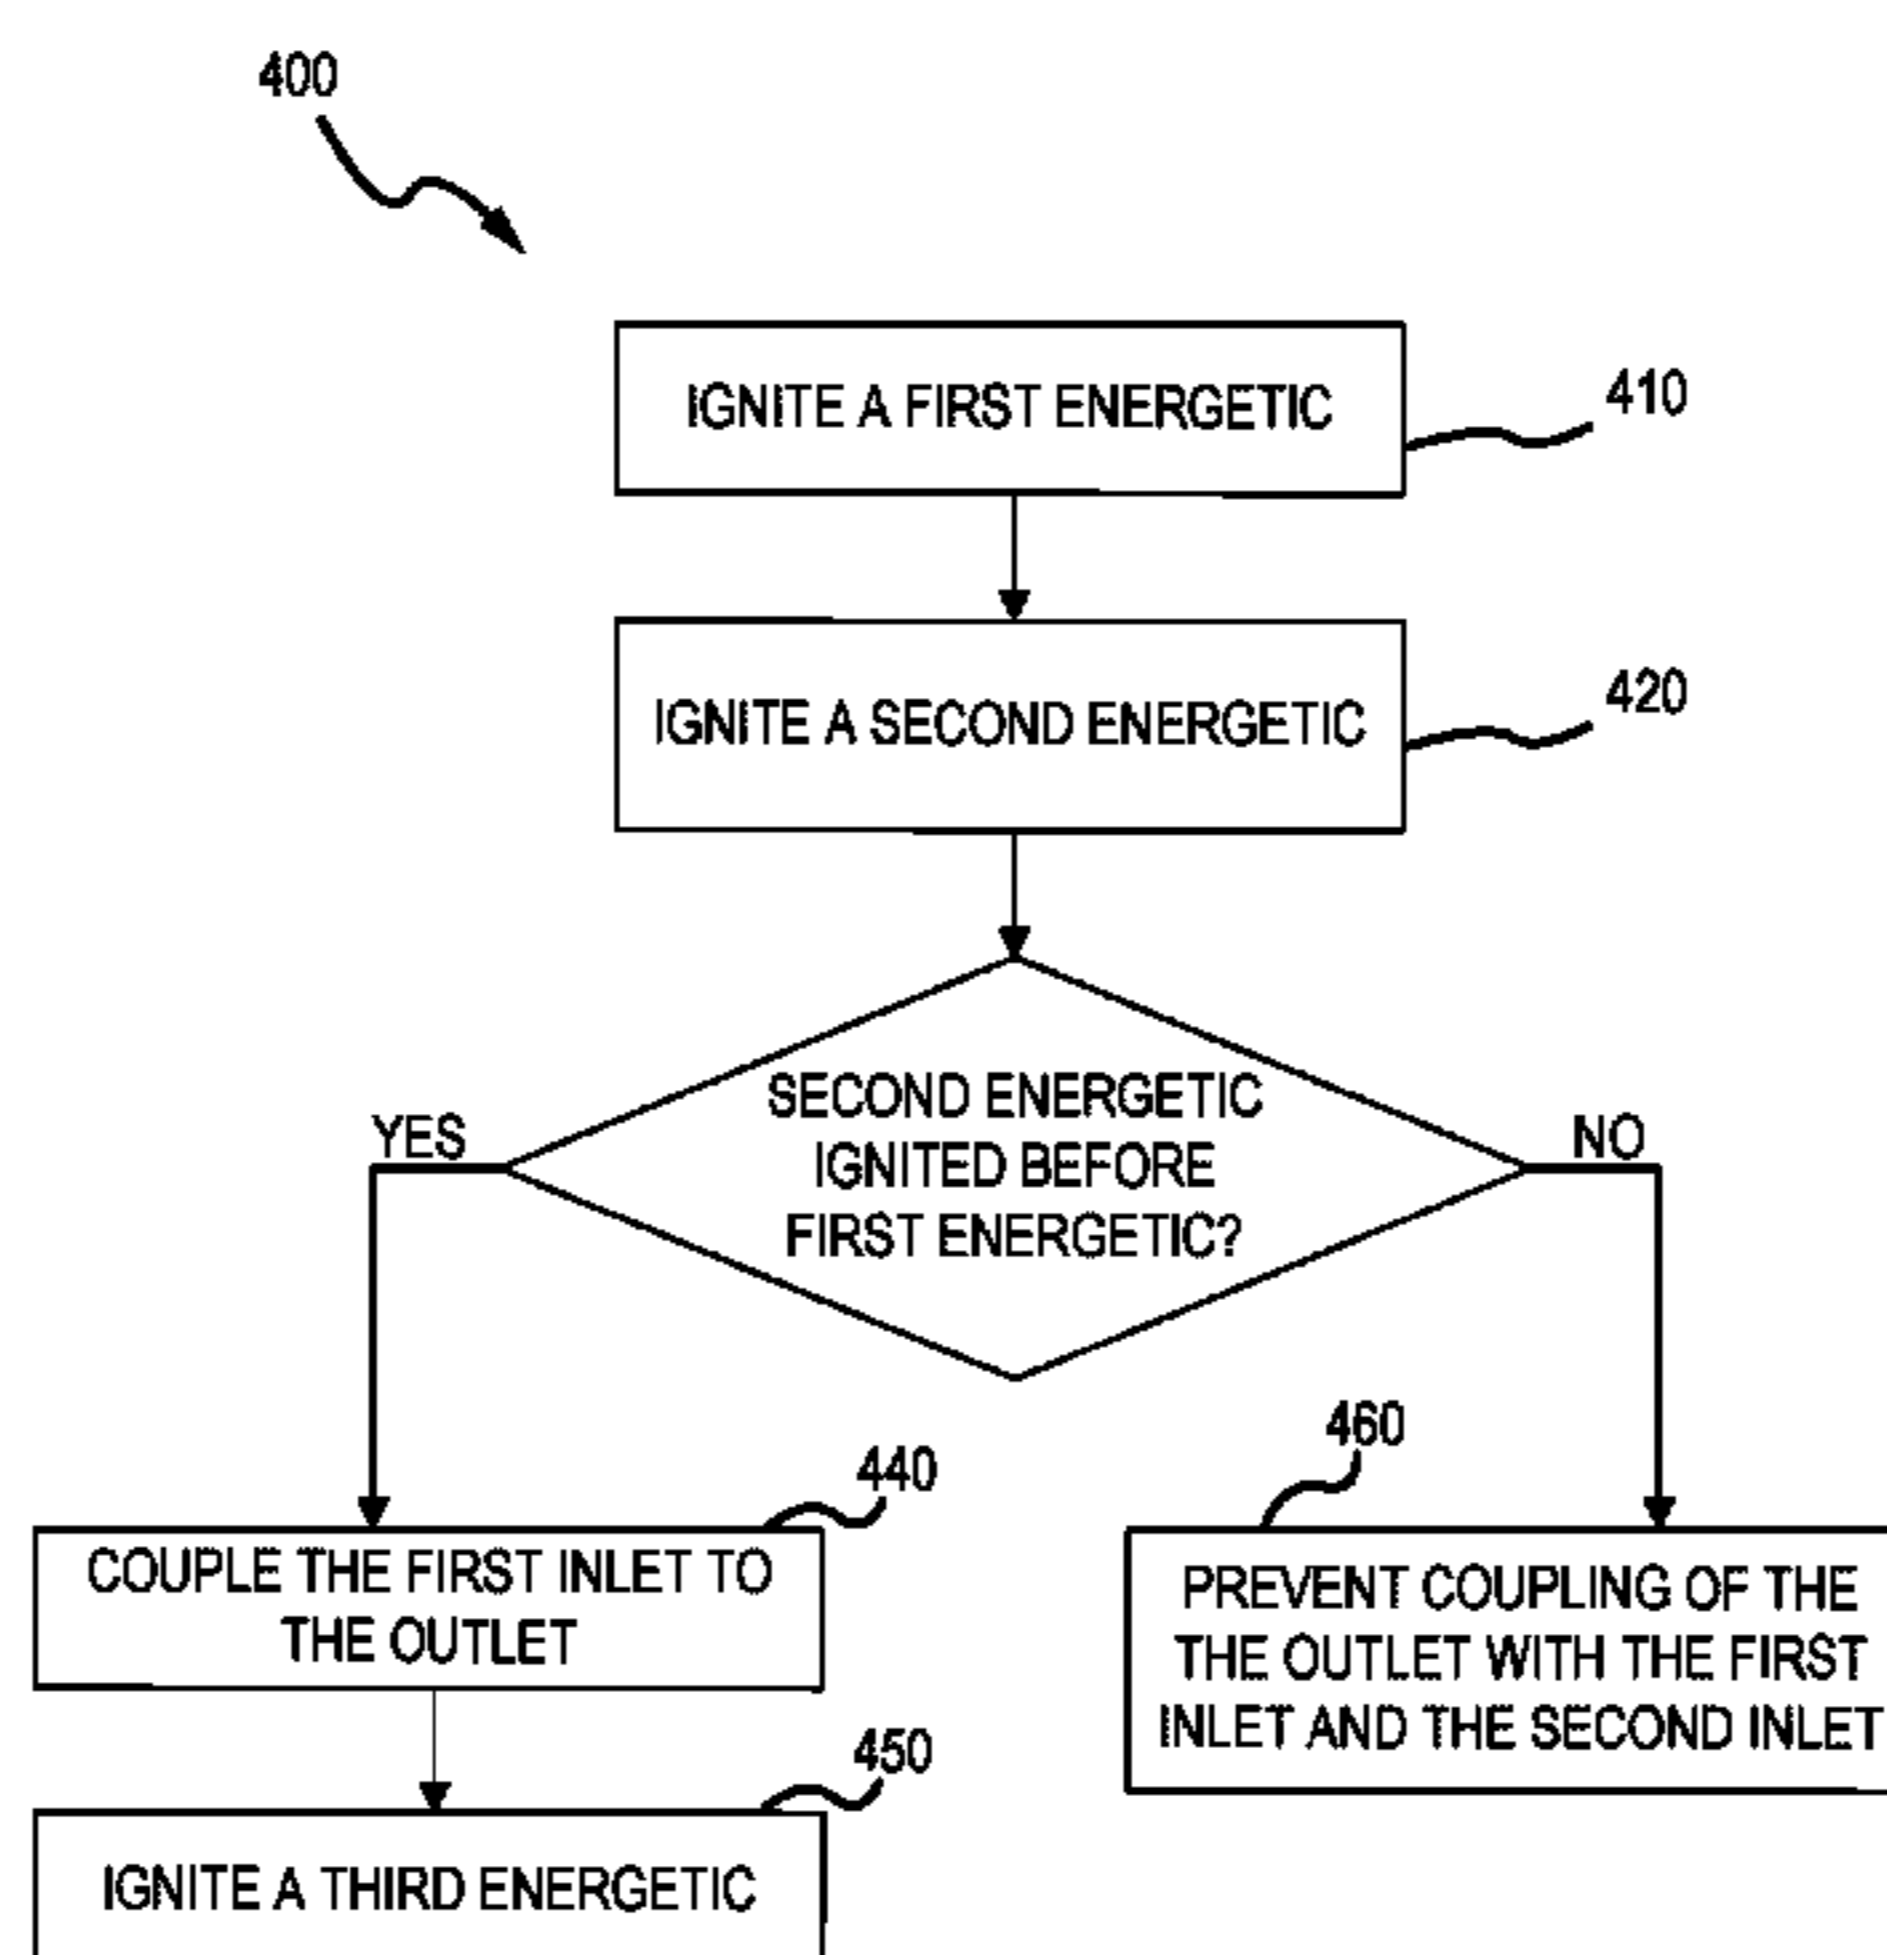 400
IGNITE A FIRST ENERGETIC
410
IGNITE A SECOND ENERGETIC
420
SECOND ENERGETIC
IGNITED BEFORE
FIRST ENERGETIC?
YES
NO
440
COUPLE THE FIRST INLET TO
THE OUTLET
460
PREVENT COUPLING OF THE
THE OUTLET WITH THE FIRST
INLET AND THE SECOND INLET
450
IGNITE A THIRD ENERGETIC